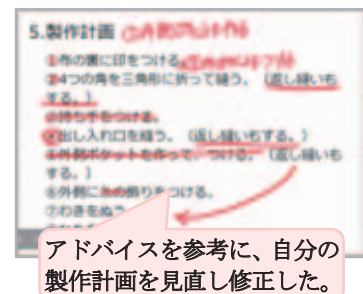 5.製作計画
①布の裏に印をつける
②4つの角を三角形に折って縫う。（返し縫いも
する。）
③持ち手をつける。
④出し入れ口を縫う。（返し縫いもする。）
⑤外側ポケットを作って、つける。（返し縫いも
する。）
⑥外側に の飾りをつける。
⑦わきをぬう
アドバイスを参考に、自分の
製作計画を見直し修正した。